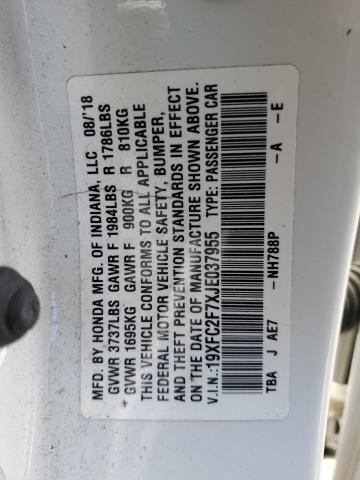 MFD. BY HONDA MFG. OF INDIANA, LLC 08/'18
GVWR 3737LBS GAWR F 1984LBS R 1786LBS
GVWR 1695KG GAWR F 900KG R 810KG
THIS VEHICLE CONFORMS TO ALL APPLICABLE
FEDERAL MOTOR VEHICLE SAFETY, BUMPER,
AND THEFT PREVENTION STANDARDS IN EFFECT
ON THE DATE OF MANUFACTURE SHOWN ABOVE.
V.I.N.: 19XFC2F7XJE037955 TYPE: PASSENGER CAR
TBA J AE7 - NH788P - A - E